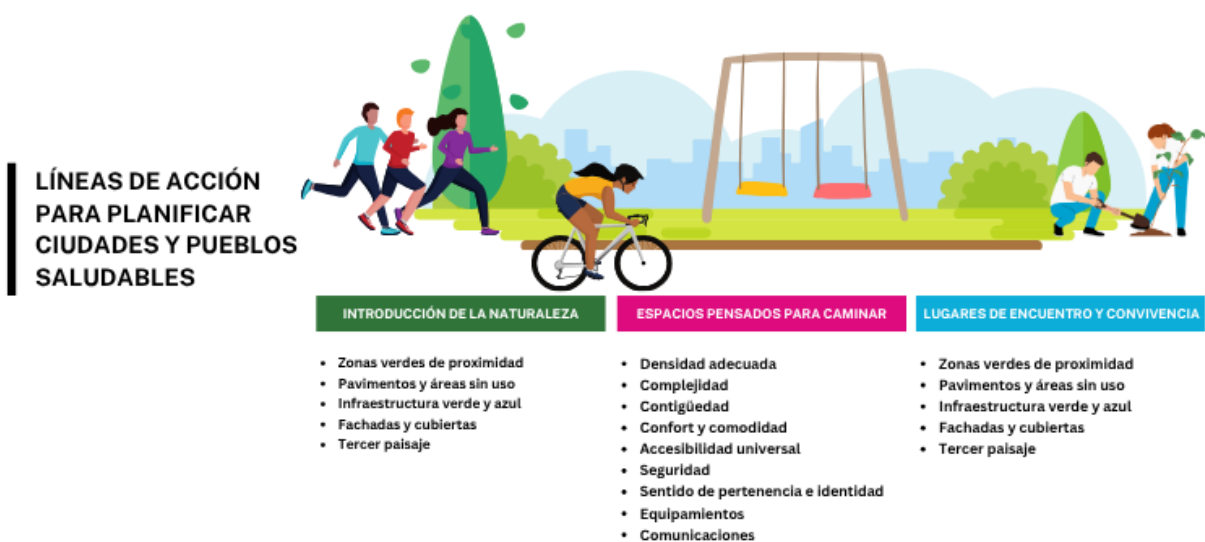 LÍNEAS DE ACCIÓN
PARA PLANIFICAR
CIUDADES Y PUEBLOS
SALUDABLES
INTRODUCCIÓN DE LA NATURALEZA
• Zonas verdes de proximidad
• Pavimentos y áreas sin uso
• Infraestructura verde y azul
• Fachadas y cubiertas
• Tercer paisaje
ESPACIOS PENSADOS PARA CAMINAR
• Densidad adecuada
• Complejidad
• Contigüedad
• Confort y comodidad
• Accesibilidad universal
• Seguridad
• Sentido de pertenencia e identidad
• Equipamientos
• Comunicaciones
LUGARES DE ENCUENTRO Y CONVIVENCIA
• Zonas verdes de proximidad
• Pavimentos y áreas sin uso
• Infraestructura verde y azul
• Fachadas y cubiertas
• Tercer paisaje